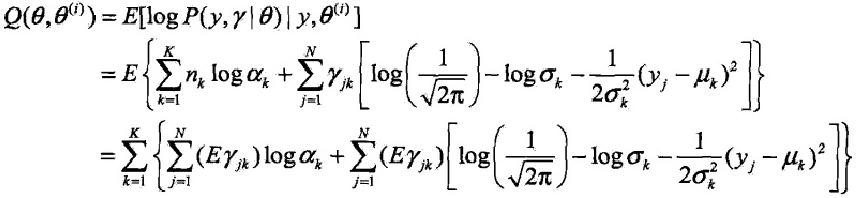 Q(θ,θ^{(i)}) = E[log P(y, γ | θ) | y, θ^{(i)}]
= E{∑_{k=1}^{K} n_k log α_k + ∑_{j=1}^{N} γ_{jk} [log(1/√2π) − log σ_k − 1/(2σ_k^2) (y_j − μ_k)^2]}
= ∑_{k=1}^{K} {∑_{j=1}^{N} (Eγ_{jk}) log α_k + ∑_{j=1}^{N} (Eγ_{jk}) [log(1/√2π) − log σ_k − 1/(2σ_k^2) (y_j − μ_k)^2]}